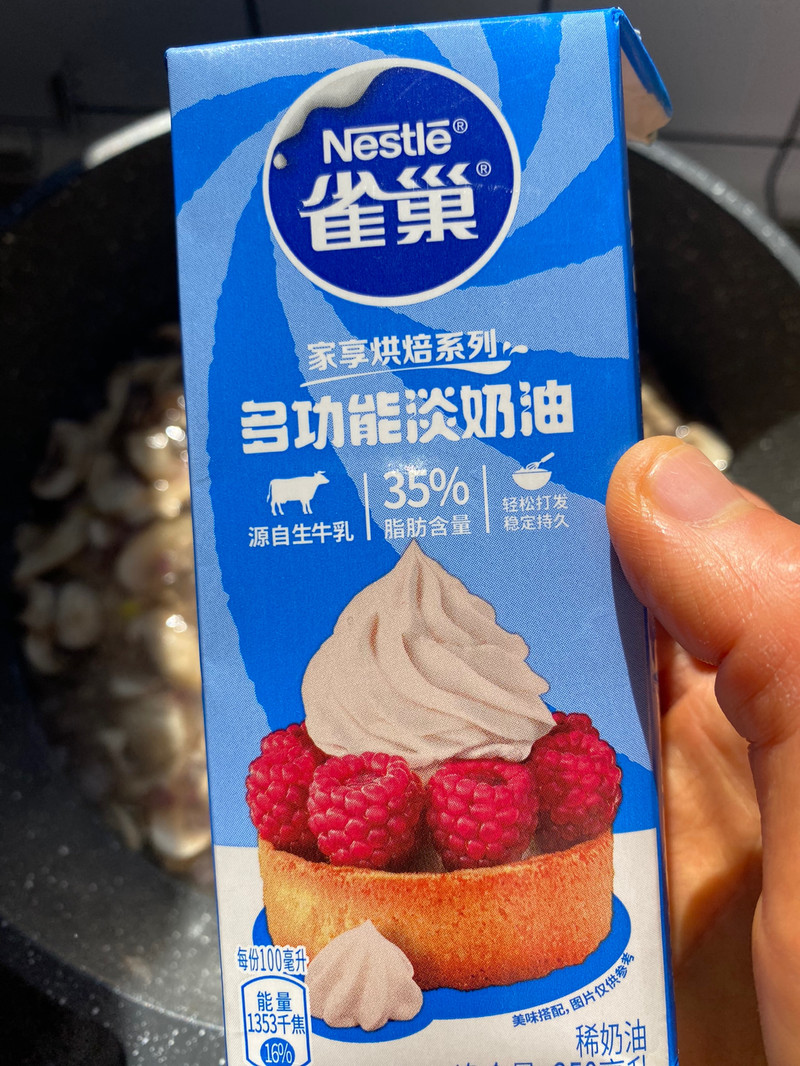 Nestlē®
雀巢®
家享烘焙系列
多功能淡奶油
源自生牛乳
35%
脂肪含量
轻松打发
稳定持久
每份100毫升
能量
1353千焦
16%
美味搭配,图片仅供参考
稀奶油